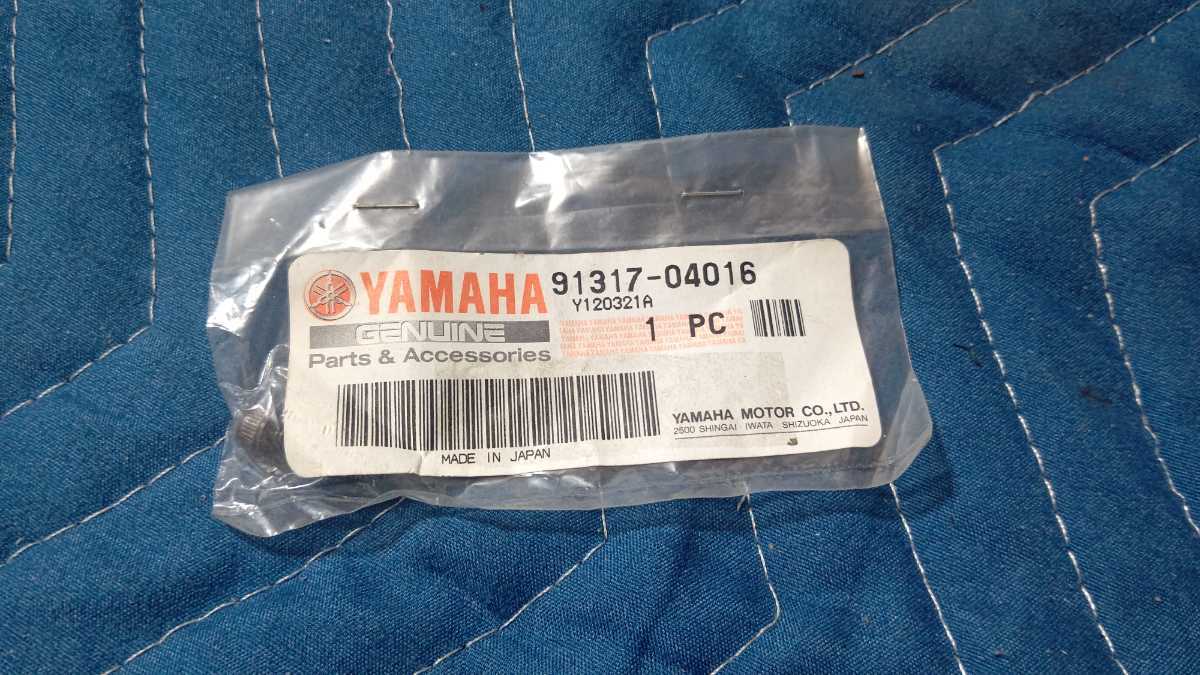 YAMAHA 91317-04016
Y120321A
GENUINE
1 PC
Parts & Accessories
YAMAHA MOTOR CO., LTD.
2500 SHINGAI IWATA SHIZUOKA JAPAN
MADE IN JAPAN